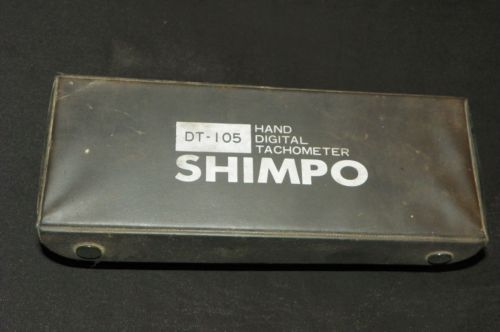 DT-105 HAND
DIGITAL
TACHOMETER
SHIMPO